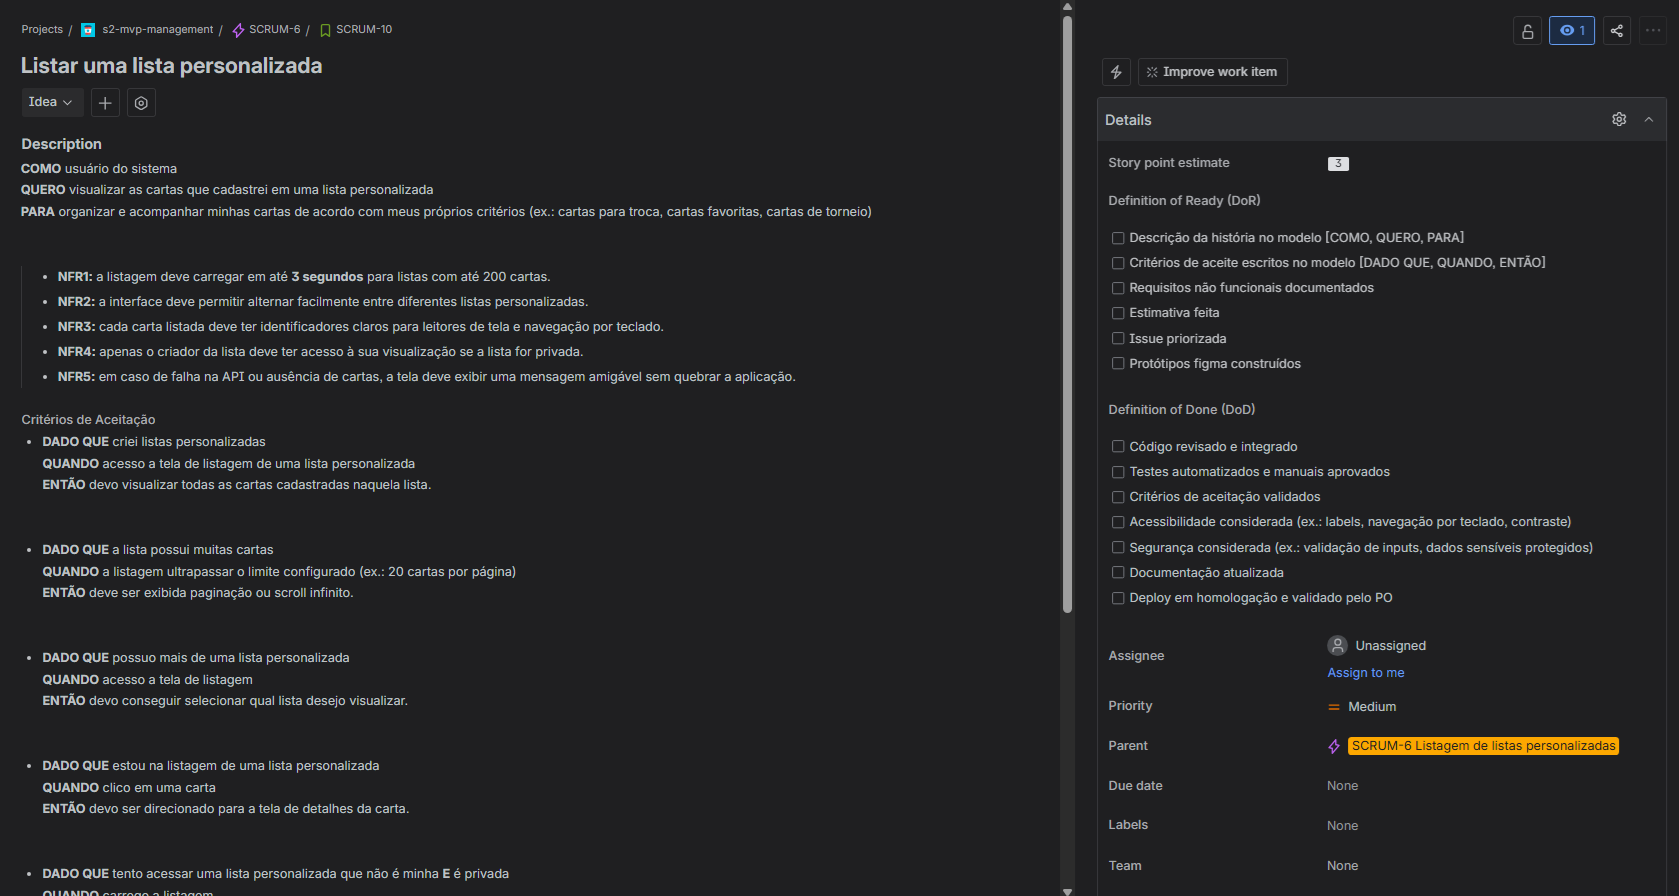 Projects / s2-mvp-management / SCRUM-6 / SCRUM-10
Listar uma lista personalizada
Idea
Description
COMO usuário do sistema
QUERO visualizar as cartas que cadastrei em uma lista personalizada
PARA organizar e acompanhar minhas cartas de acordo com meus próprios critérios (ex.: cartas para troca, cartas favoritas, cartas de torneio)
• NFR1: a listagem deve carregar em até 3 segundos para listas com até 200 cartas.
• NFR2: a interface deve permitir alternar facilmente entre diferentes listas personalizadas.
• NFR3: cada carta listada deve ter identificadores claros para leitores de tela e navegação por teclado.
• NFR4: apenas o criador da lista deve ter acesso à sua visualização se a lista for privada.
• NFR5: em caso de falha na API ou ausência de cartas, a tela deve exibir uma mensagem amigável sem quebrar a aplicação.
Critérios de Aceitação
• DADO QUE criei listas personalizadas
QUANDO acesso a tela de listagem de uma lista personalizada
ENTÃO devo visualizar todas as cartas cadastradas naquela lista.
• DADO QUE a lista possui muitas cartas
QUANDO a listagem ultrapassar o limite configurado (ex.: 20 cartas por página)
ENTÃO deve ser exibida paginação ou scroll infinito.
• DADO QUE possuo mais de uma lista personalizada
QUANDO acesso a tela de listagem
ENTÃO devo conseguir selecionar qual lista desejo visualizar.
• DADO QUE estou na listagem de uma lista personalizada
QUANDO clico em uma carta
ENTÃO devo ser direcionado para a tela de detalhes da carta.
• DADO QUE tento acessar uma lista personalizada que não é minha E é privada
QUANDO carrego a listagem
1
Improve work item
Details
Story point estimate 3
Definition of Ready (DoR)
Descrição da história no modelo [COMO, QUERO, PARA]
Critérios de aceite escritos no modelo [DADO QUE, QUANDO, ENTÃO]
Requisitos não funcionais documentados
Estimativa feita
Issue priorizada
Protótipos figma construídos
Definition of Done (DoD)
Código revisado e integrado
Testes automatizados e manuais aprovados
Critérios de aceitação validados
Acessibilidade considerada (ex.: labels, navegação por teclado, contraste)
Segurança considerada (ex.: validação de inputs, dados sensíveis protegidos)
Documentação atualizada
Deploy em homologação e validado pelo PO
Assignee Unassigned
Assign to me
Priority Medium
Parent SCRUM-6 Listagem de listas personalizadas
Due date None
Labels None
Team None